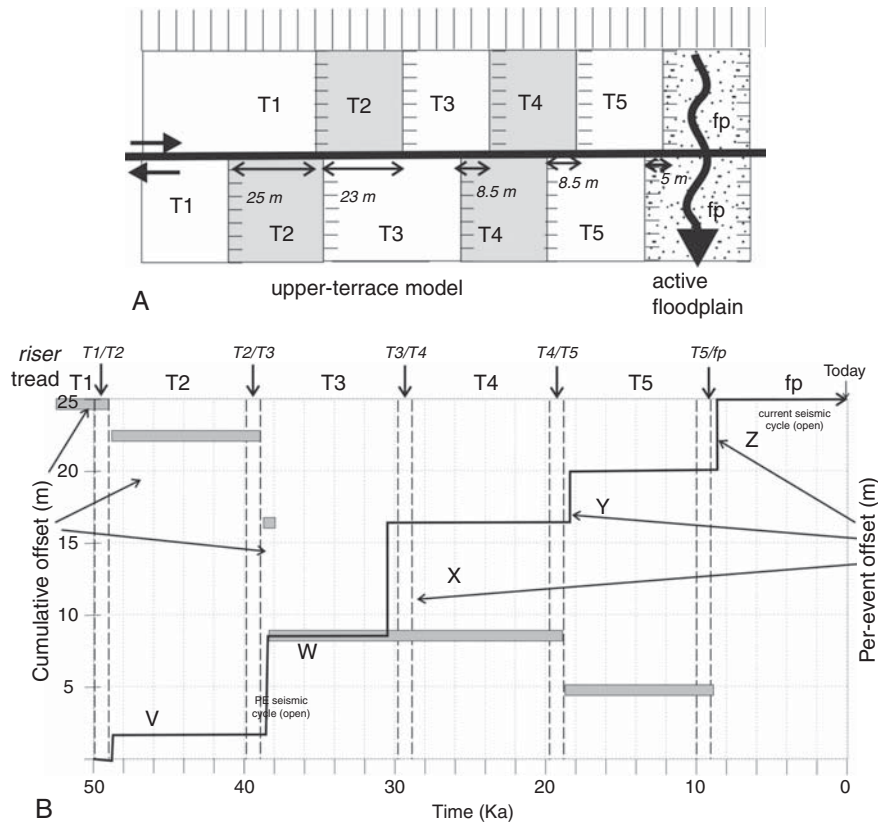 T1 T2 T3 T4 T5 fp
25 m 23 m 8.5 m 8.5 m 5 m
T1 T2 T3 T4 T5 fp
A
upper-terrace model
active
floodplain
B
riser
tread
T1/T2 T2/T3 T3/T4 T4/T5 T5/fp
Today
T1 T2 T3 T4 T5 fp
current seismic
cycle (open)
25
20
15
10
5
Cumulative offset (m)
Per-event offset (m)
V
W
X
Y
Z
PE seismic
cycle (open)
50 40 30 20 10 0
Time (Ka)